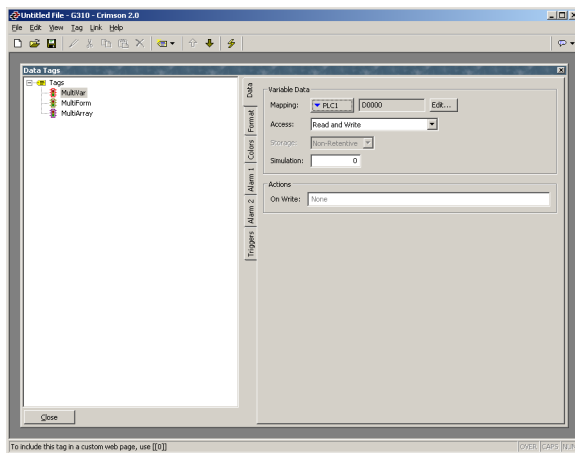 Untitled File - G310 - Crimson 2.0
File Edit View Tag Link Help
Data Tags
Tags
MultiVar
MultiForm
MultiArray
Data
Format
Colors
Alarm 1
Alarm 2
Triggers
Variable Data
Mapping: PLC1 D0000 Edit...
Access: Read and Write
Storage: Non-Retentive
Simulation: 0
Actions
On Write: None
Close
To include this tag in a custom web page, use [[0]] OVER CAPS NUM